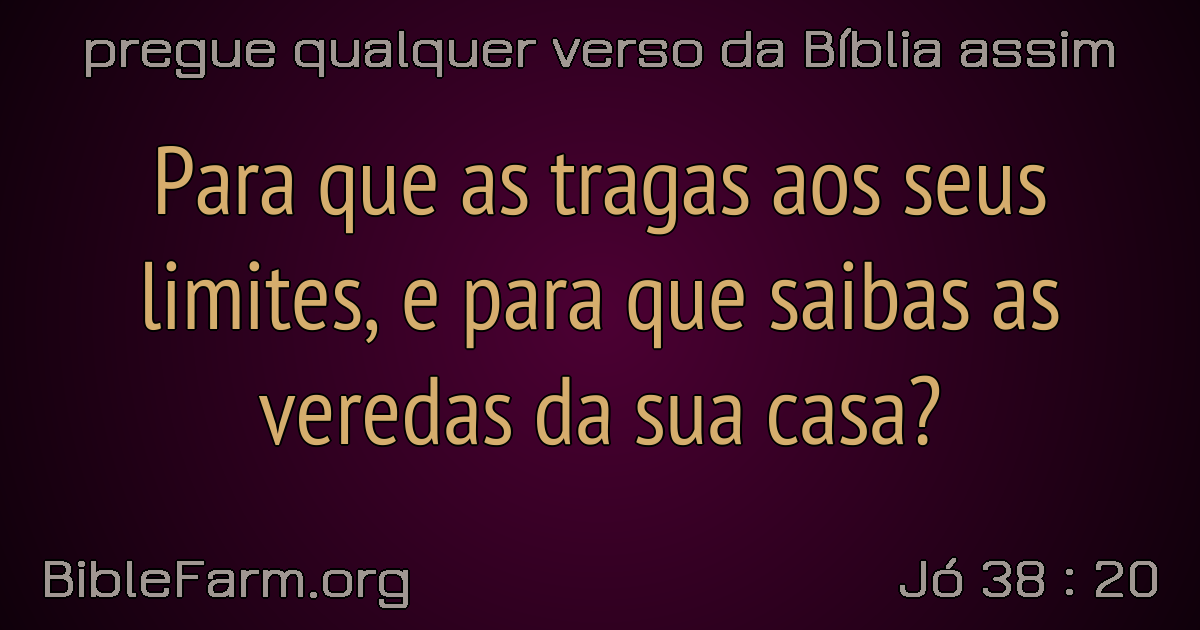 pregue qualquer verso da Bíblia assim
Para que as tragas aos seus
limites, e para que saibas as
veredas da sua casa?
BibleFarm.org
Jó 38 : 20